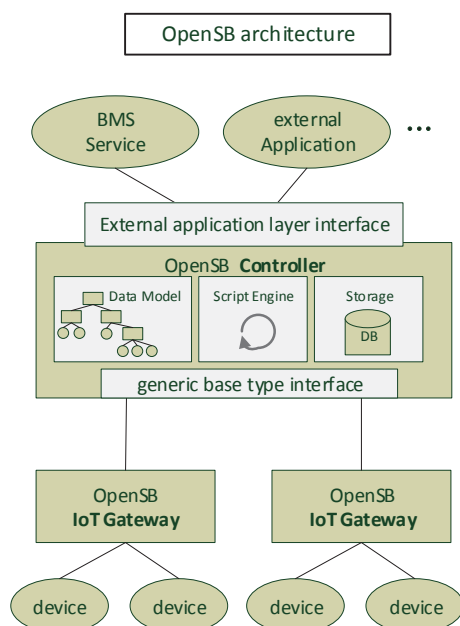 OpenSB architecture
BMS
Service
external
Application
...
External application layer interface
OpenSB Controller
Data Model
Script Engine
Storage
DB
generic base type interface
OpenSB
IoT Gateway
OpenSB
IoT Gateway
device
device
device
device